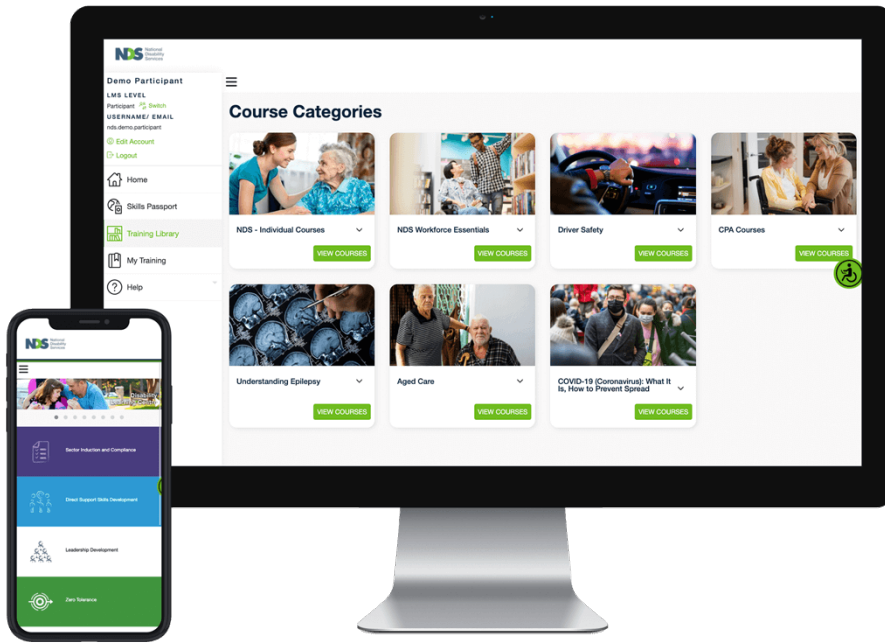 NDS
National
Disability
Services
Demo Participant
LMS LEVEL
Participant Switch
USERNAME/ EMAIL
nds.demo.participant
Edit Account
Logout
Home
Skills Passport
Training Library
My Training
Help
Course Categories
NDS - Individual Courses
VIEW COURSES
NDS Workforce Essentials
VIEW COURSES
Driver Safety
VIEW COURSES
CPA Courses
VIEW COURSES
Understanding Epilepsy
VIEW COURSES
Aged Care
VIEW COURSES
COVID-19 (Coronavirus): What It
Is, How to Prevent Spread
VIEW COURSES
NDS
National
Disability
Services
Disability
Learning Centre
Sector Induction and Compliance
Direct Support Skills Development
Leadership Development
Zero Tolerance